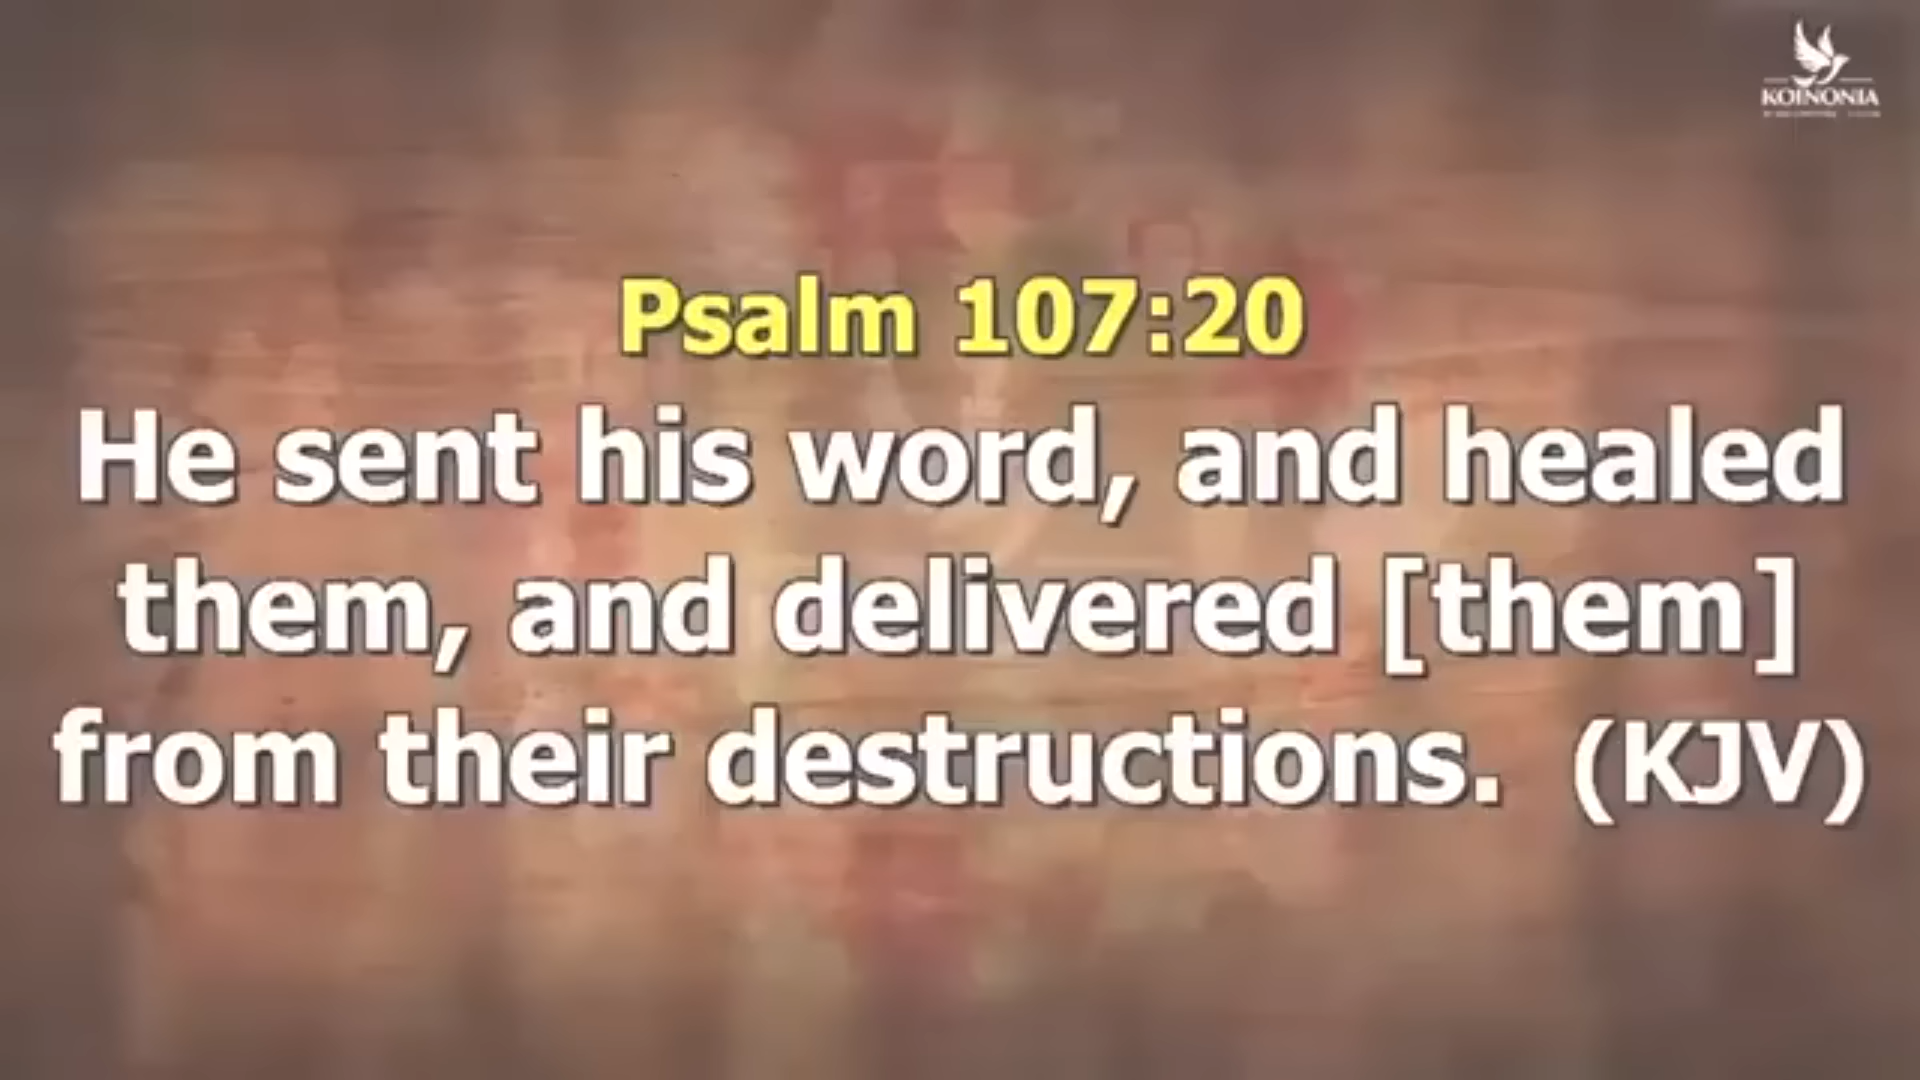 KOINONIA
Psalm 107:20
He sent his word, and healed
them, and delivered [them]
from their destructions.  (KJV)